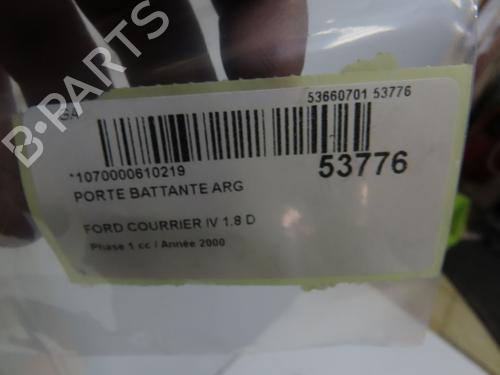 53660701 53776
*1070000610219
53776
PORTE BATTANTE ARG
FORD COURRIER IV 1.8 D
Phase 1 cc / Année 2000
B-Parts